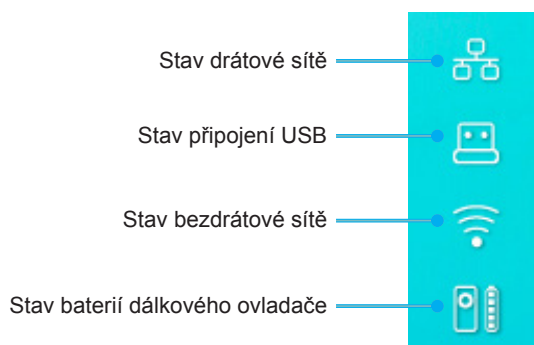 Stav drátové sítě
Stav připojení USB
Stav bezdrátové sítě
Stav baterií dálkového ovladače